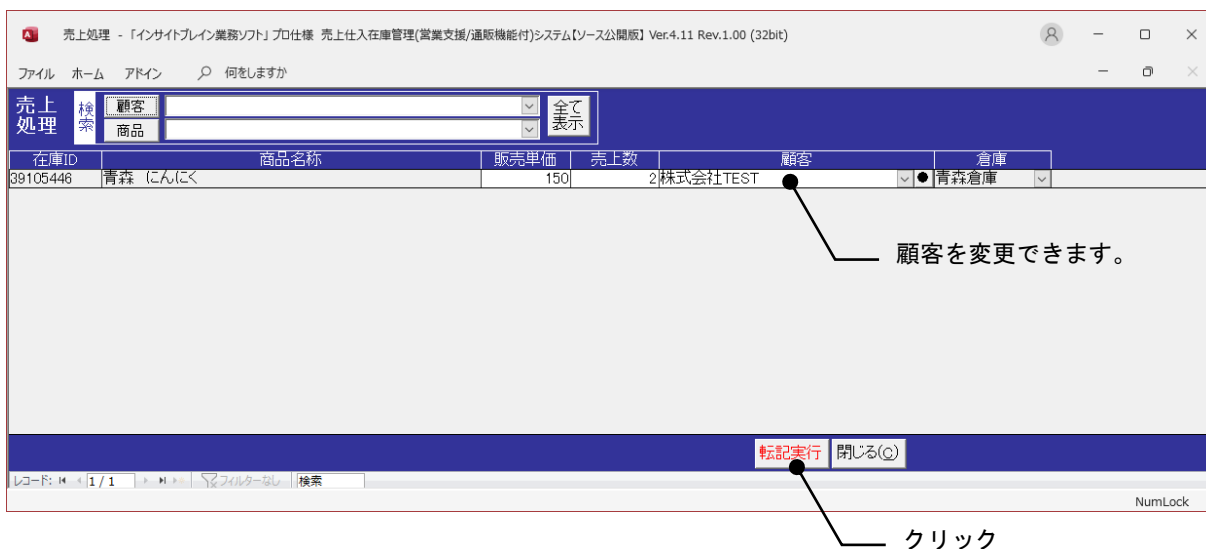 売上処理 - 「インサイトブレイン業務ソフト」プロ仕様 売上仕入在庫管理(営業支援/通販機能付)システム【ソース公開版】 Ver.4.11 Rev.1.00 (32bit)
ファイル ホーム アドイン 何をしますか
売上処理 検索 顧客 全て表示
商品
在庫ID 商品名称 販売単価 売上数 顧客 倉庫
39105446 青森 にんにく 150 2 株式会社TEST ● 青森倉庫
顧客を変更できます。
転記実行 閉じる(C)
レコード: 1 / 1 フィルターなし 検索
NumLock
クリック